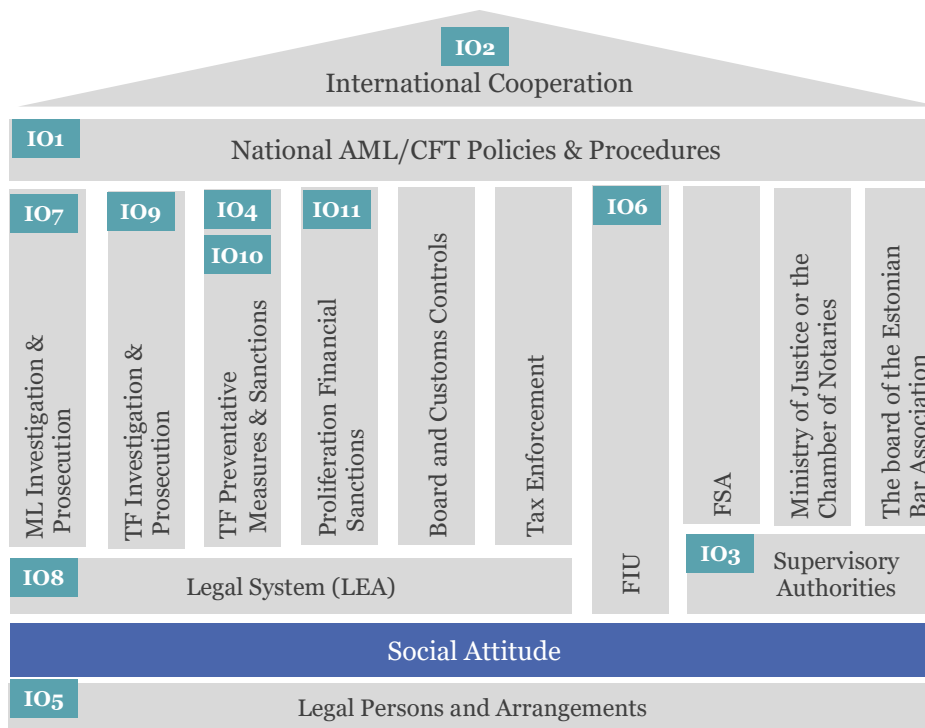 IO2
International Cooperation
IO1
National AML/CFT Policies & Procedures
IO7
ML Investigation &
Prosecution
IO9
TF Investigation &
Prosecution
IO4
IO10
TF Preventative
Measures & Sanctions
IO11
Proliferation Financial
Sanctions
Board and Customs Controls
Tax Enforcement
IO6
FIU
FSA
Ministry of Justice or the
Chamber of Notaries
The board of the Estonian
Bar Association
IO8
Legal System (LEA)
IO3
Supervisory
Authorities
Social Attitude
IO5
Legal Persons and Arrangements